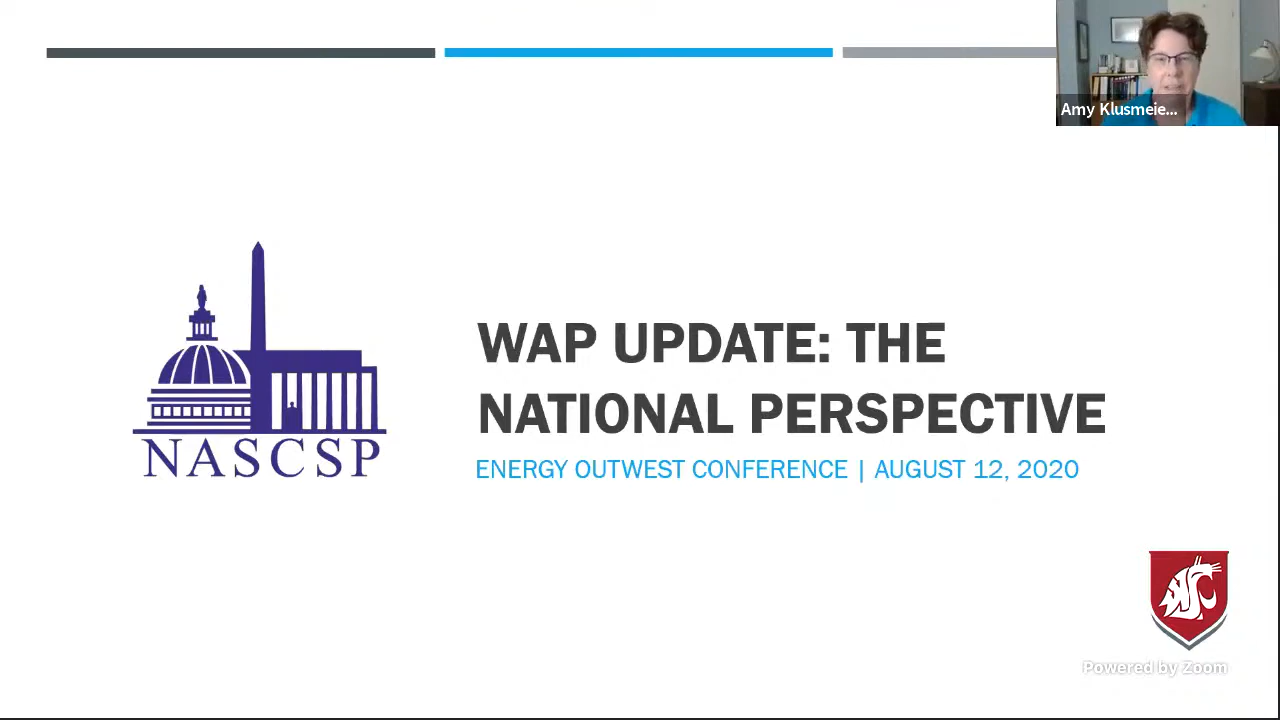 Amy Klusmeie...
NASCSP
WAP UPDATE: THE
NATIONAL PERSPECTIVE
ENERGY OUTWEST CONFERENCE | AUGUST 12, 2020
Powered by Zoom